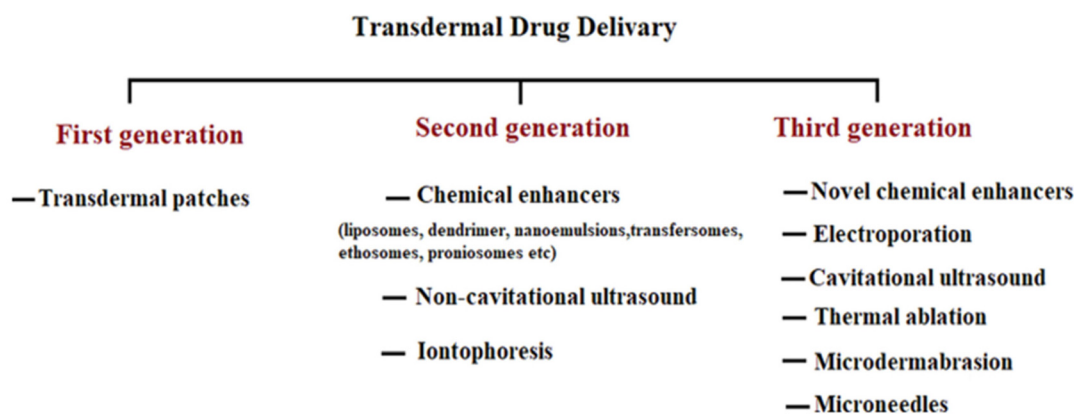 Transdermal Drug Delivary
First generation
— Transdermal patches
Second generation
— Chemical enhancers
(liposomes, dendrimer, nanoemulsions,transfersomes,
ethosomes, proniosomes etc)
— Non-cavitational ultrasound
— Iontophoresis
Third generation
— Novel chemical enhancers
— Electroporation
— Cavitational ultrasound
— Thermal ablation
— Microdermabrasion
— Microneedles